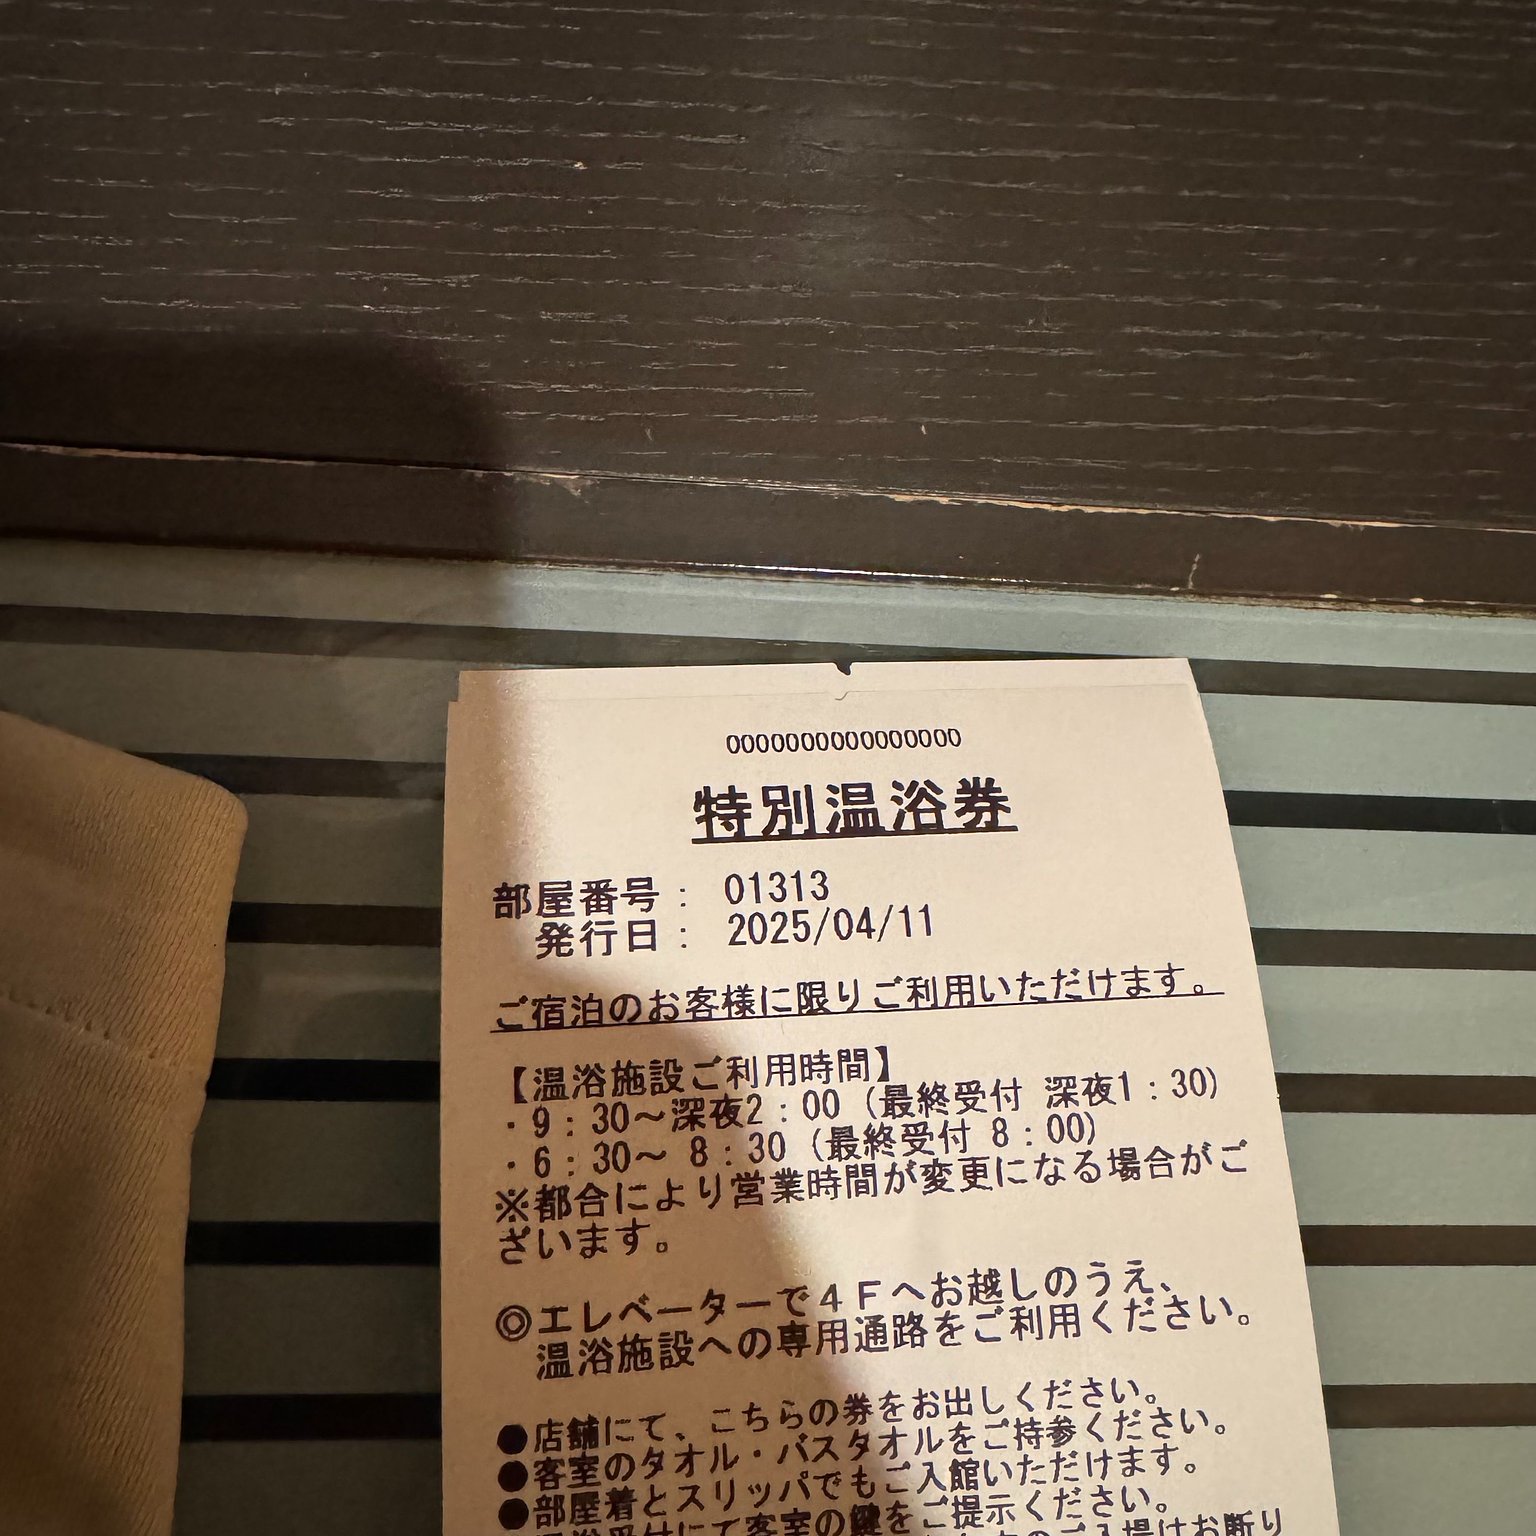 0000000000000000
特別温浴券
部屋番号： 01313
発行日： 2025/04/11
ご宿泊のお客様に限りご利用いただけます。
【温浴施設ご利用時間】
・9：30～深夜2：00（最終受付 深夜1：30）
・6：30～ 8：30（最終受付 8：00）
※都合により営業時間が変更になる場合がご
ざいます。
◎エレベーターで４Ｆへお越しのうえ、
温浴施設への専用通路をご利用ください。
●店舗にて、こちらの券をお出しください。
●客室のタオル・バスタオルをご持参ください。
●部屋着とスリッパでもご入館いただけます。
にて客室の鍵をご提示ください。
のご入場はお断り